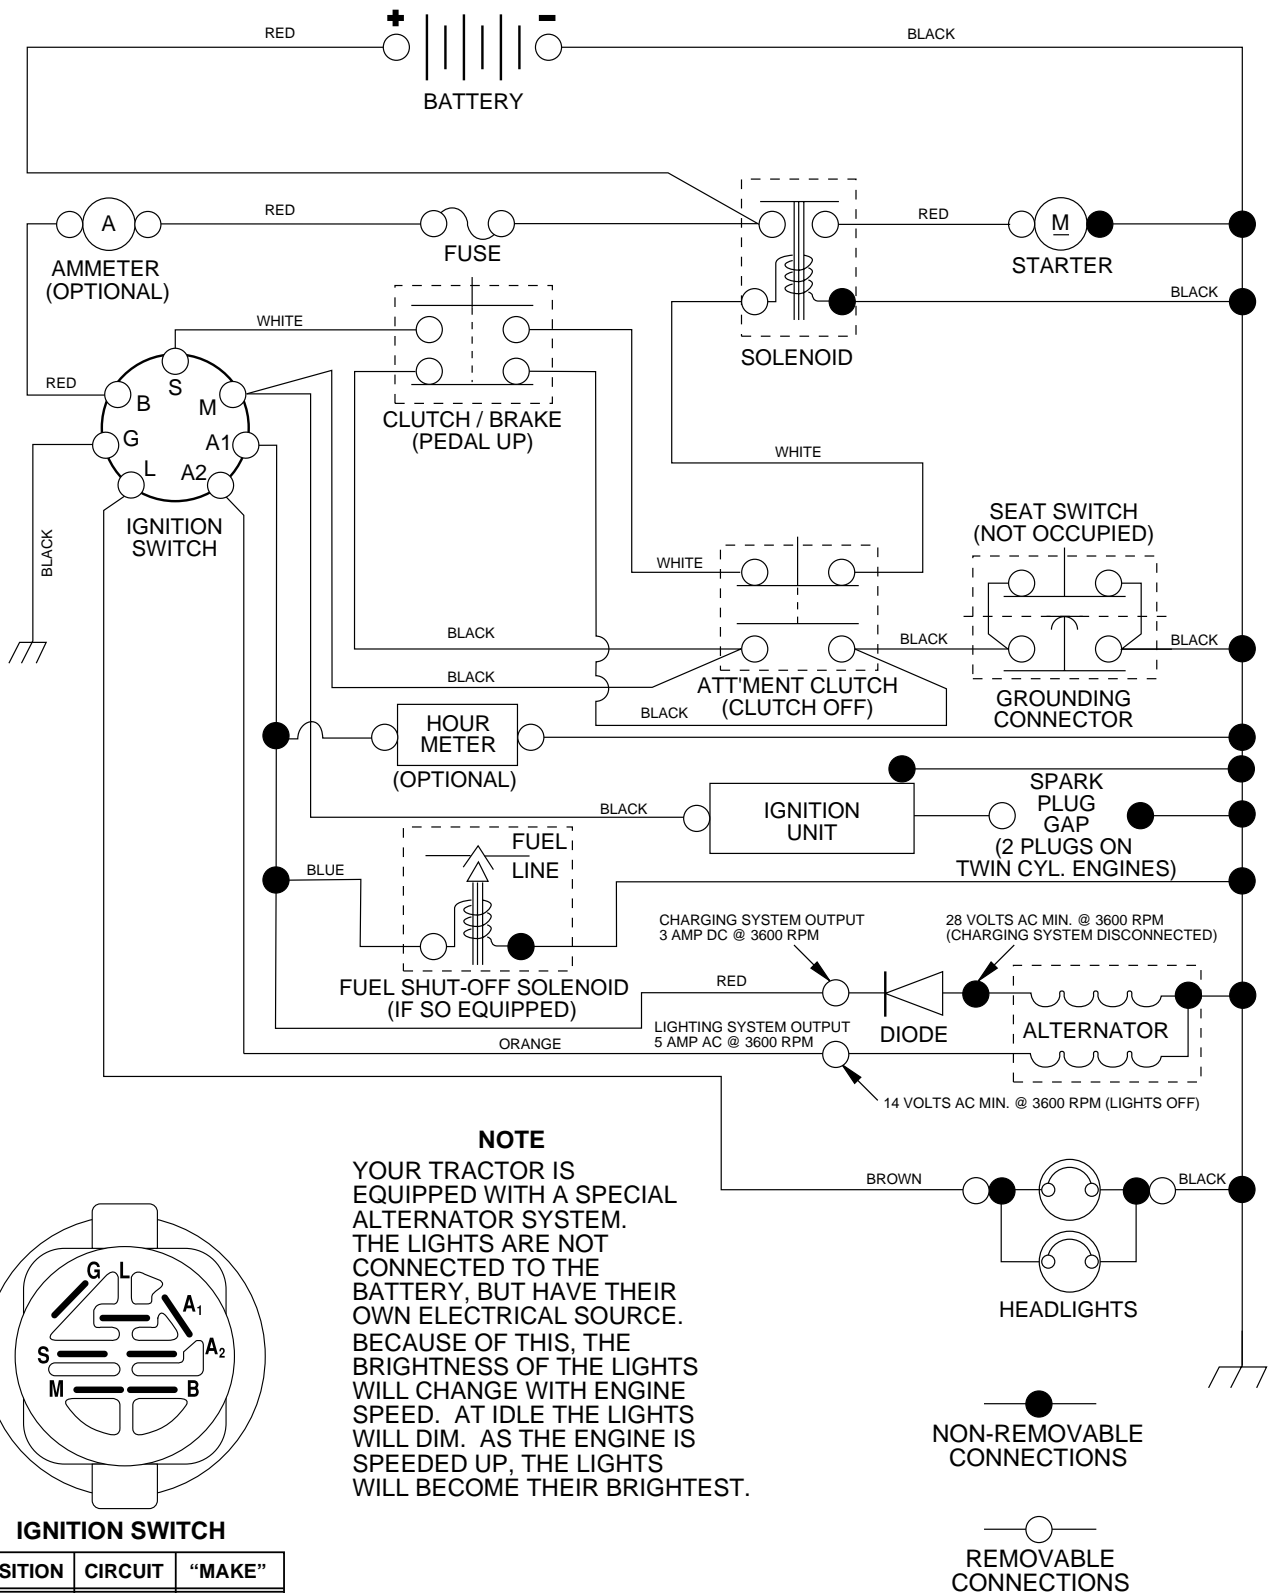 +
-
RED
BLACK
BATTERY
A
RED
RED
M
FUSE
STARTER
AMMETER
(OPTIONAL)
BLACK
WHITE
SOLENOID
RED
S
B
M
CLUTCH / BRAKE
(PEDAL UP)
G
A1
L
A2
WHITE
IGNITION
SWITCH
SEAT SWITCH
(NOT OCCUPIED)
BLACK
WHITE
BLACK
BLACK
BLACK
BLACK
ATT'MENT CLUTCH
(CLUTCH OFF)
GROUNDING
CONNECTOR
BLACK
HOUR
METER
(OPTIONAL)
SPARK
PLUG
GAP
(2 PLUGS ON
TWIN CYL. ENGINES)
BLACK
IGNITION
UNIT
FUEL
LINE
BLUE
CHARGING SYSTEM OUTPUT
3 AMP DC @ 3600 RPM
28 VOLTS AC MIN. @ 3600 RPM
(CHARGING SYSTEM DISCONNECTED)
FUEL SHUT-OFF SOLENOID
(IF SO EQUIPPED)
RED
DIODE
ALTERNATOR
ORANGE
LIGHTING SYSTEM OUTPUT
5 AMP AC @ 3600 RPM
14 VOLTS AC MIN. @ 3600 RPM (LIGHTS OFF)
NOTE
YOUR TRACTOR IS
EQUIPPED WITH A SPECIAL
ALTERNATOR SYSTEM.
THE LIGHTS ARE NOT
CONNECTED TO THE
BATTERY, BUT HAVE THEIR
OWN ELECTRICAL SOURCE.
BECAUSE OF THIS, THE
BRIGHTNESS OF THE LIGHTS
WILL CHANGE WITH ENGINE
SPEED. AT IDLE THE LIGHTS
WILL DIM. AS THE ENGINE IS
SPEEDED UP, THE LIGHTS
WILL BECOME THEIR BRIGHTEST.
BROWN
BLACK
HEADLIGHTS
G
L
A1
A2
S
M
B
IGNITION SWITCH
SITION CIRCUIT “MAKE”
NON-REMOVABLE
CONNECTIONS
REMOVABLE
CONNECTIONS